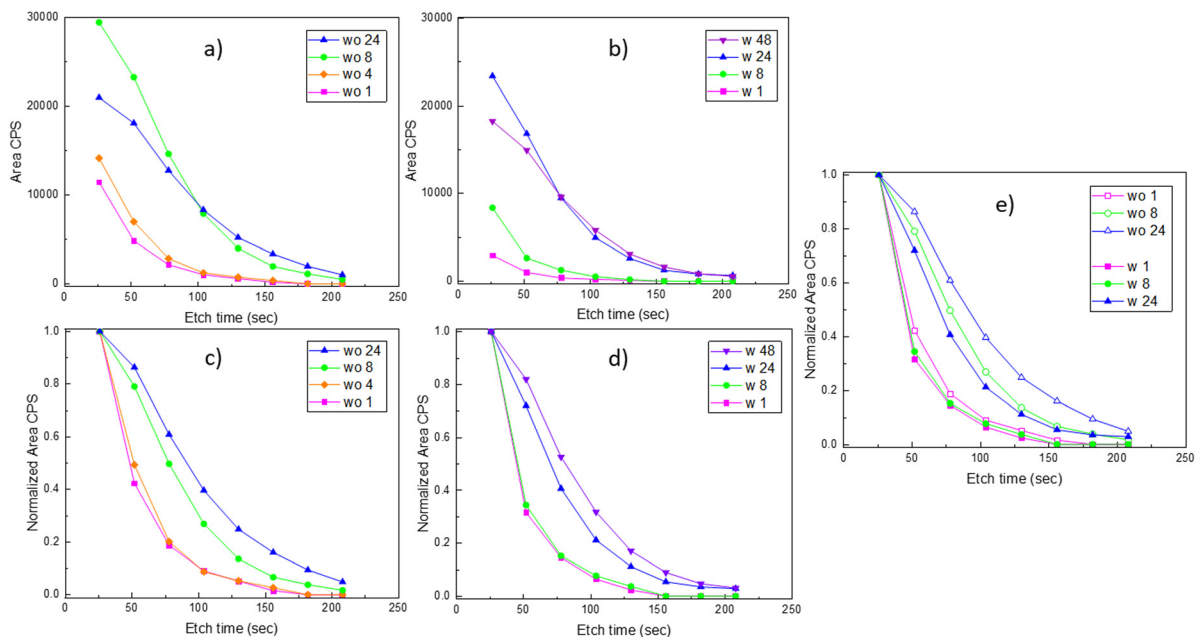 30000
20000
10000
0
Area CPS
a)
wo 24
wo 8
wo 4
wo 1
0 50 100 150 200 250
Etch time (sec)
30000
20000
10000
0
Area CPS
b)
w 48
w 24
w 8
w 1
0 50 100 150 200 250
Etch time (sec)
1.0
0.8
0.6
0.4
0.2
0.0
Normalized Area CPS
c)
wo 24
wo 8
wo 4
wo 1
0 50 100 150 200 250
Etch time (sec)
1.0
0.8
0.6
0.4
0.2
0.0
Normalized Area CPS
d)
w 48
w 24
w 8
w 1
0 50 100 150 200 250
Etch time (sec)
1.0
0.8
0.6
0.4
0.2
0.0
Normalized Area CPS
e)
wo 1
wo 8
wo 24
w 1
w 8
w 24
0 50 100 150 200 250
Etch time (sec)